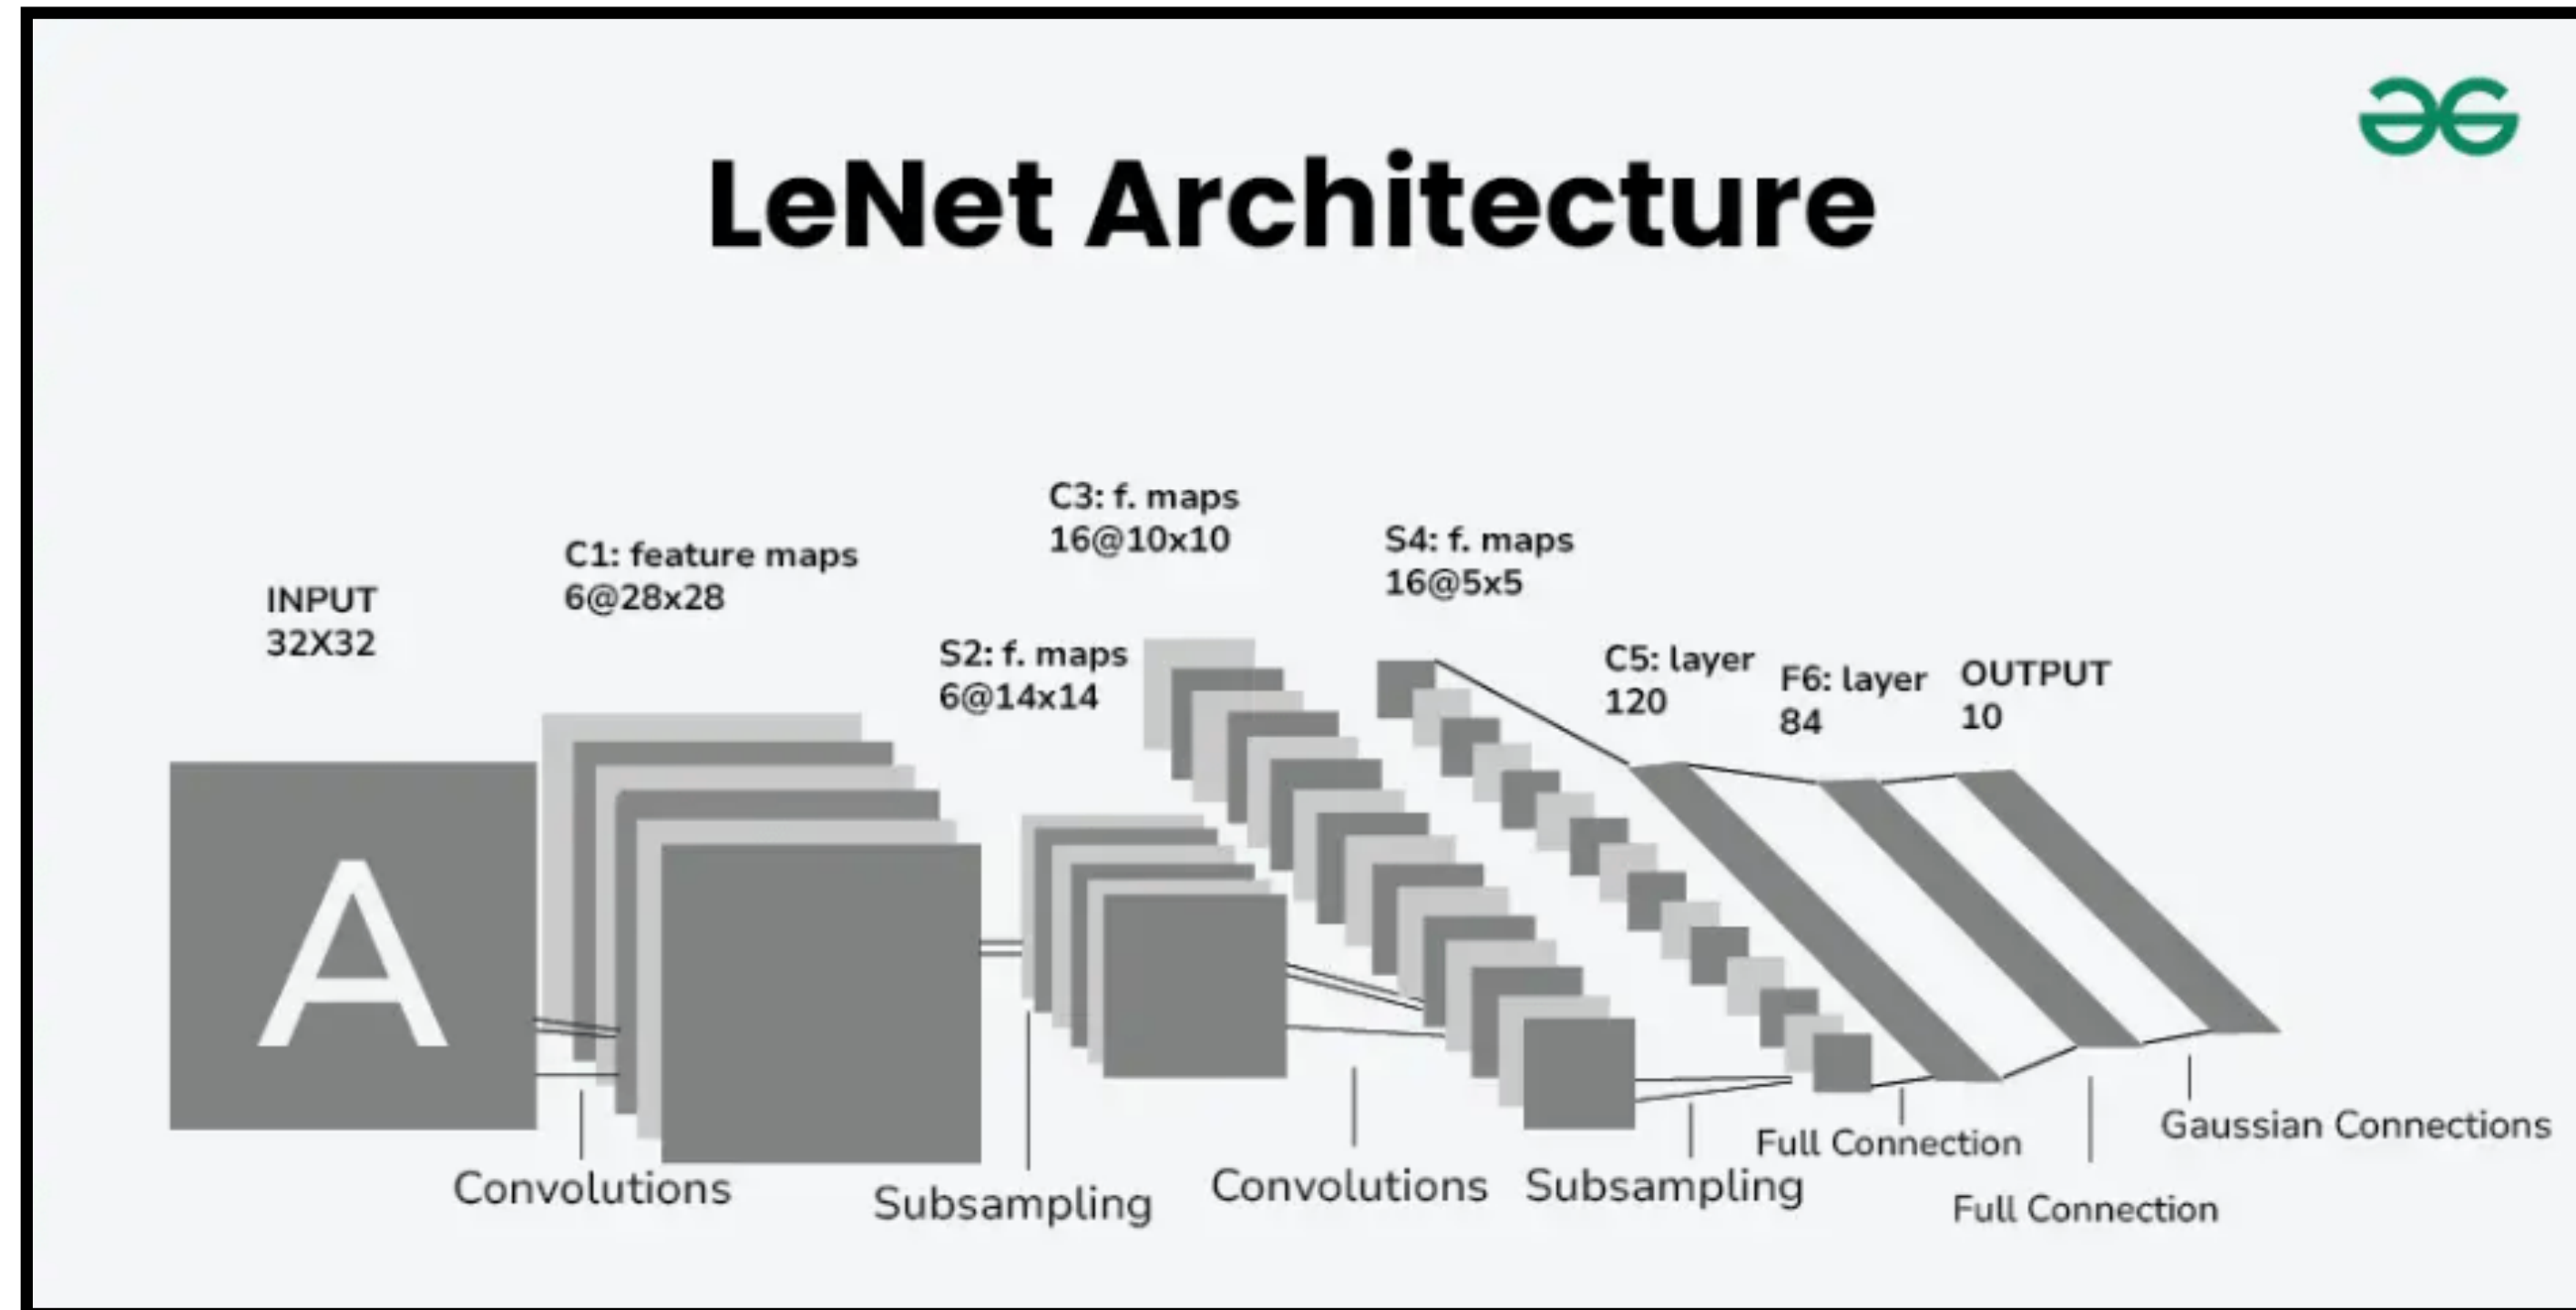 LeNet Architecture
INPUT
32X32
C1: feature maps
6@28x28
S2: f. maps
6@14x14
C3: f. maps
16@10x10
S4: f. maps
16@5x5
C5: layer
120
F6: layer
84
OUTPUT
10
A
Convolutions
Subsampling
Convolutions
Subsampling
Full Connection
Full Connection
Gaussian Connections